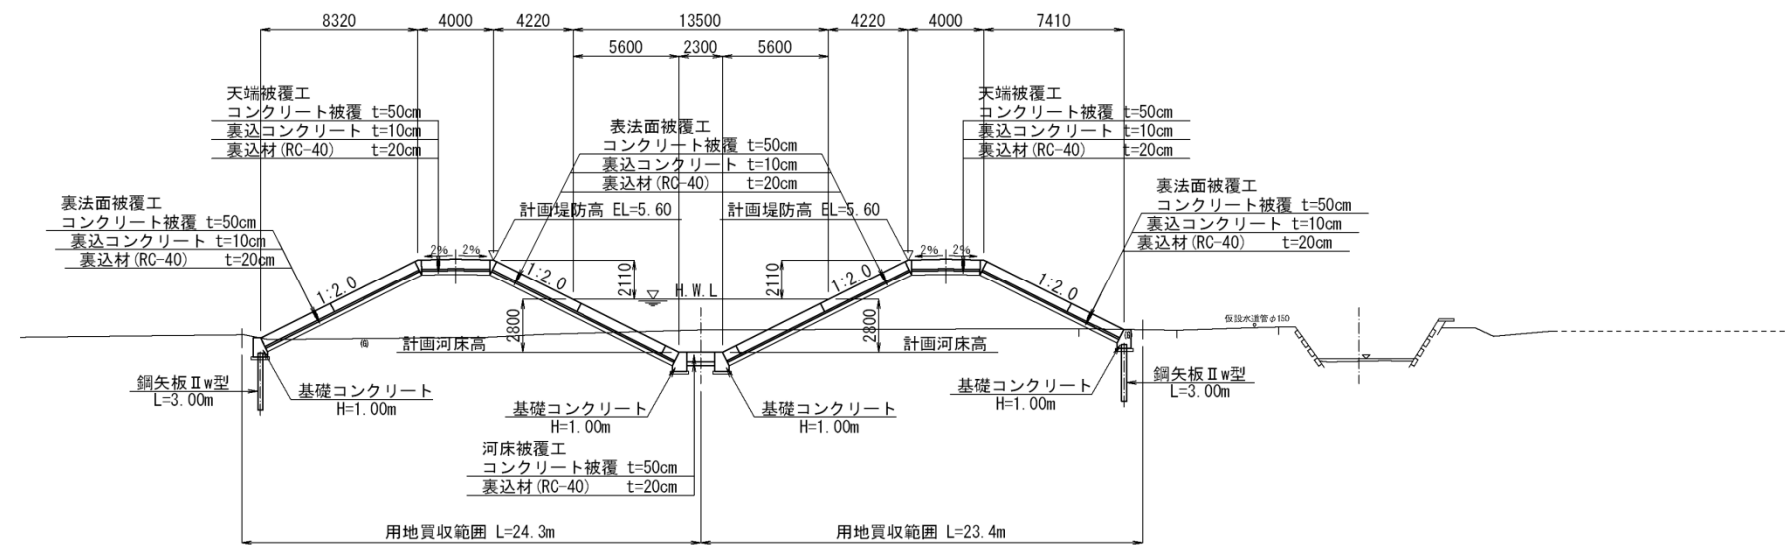 8320
4000
4220
13500
4220
4000
7410
5600
2300
5600
天端被覆工
コンクリート被覆 t=50cm
裏込コンクリート t=10cm
裏込材(RC-40) t=20cm
表法面被覆工
コンクリート被覆 t=50cm
裏込コンクリート t=10cm
裏込材(RC-40) t=20cm
天端被覆工
コンクリート被覆 t=50cm
裏込コンクリート t=10cm
裏込材(RC-40) t=20cm
裏法面被覆工
コンクリート被覆 t=50cm
裏込コンクリート t=10cm
裏込材(RC-40) t=20cm
裏法面被覆工
コンクリート被覆 t=50cm
裏込コンクリート t=10cm
裏込材(RC-40) t=20cm
計画堤防高 EL=5.60
計画堤防高 EL=5.60
2%
2%
2%
2%
1:2.0
1:2.0
1:2.0
1:2.0
2110
2110
H.W.L
2800
2800
仮設水道管φ150
計画河床高
計画河床高
鋼矢板Ⅱw型
L=3.00m
基礎コンクリート
H=1.00m
基礎コンクリート
H=1.00m
基礎コンクリート
H=1.00m
基礎コンクリート
H=1.00m
鋼矢板Ⅱw型
L=3.00m
河床被覆工
コンクリート被覆 t=50cm
裏込材(RC-40) t=20cm
用地買収範囲 L=24.3m
用地買収範囲 L=23.4m